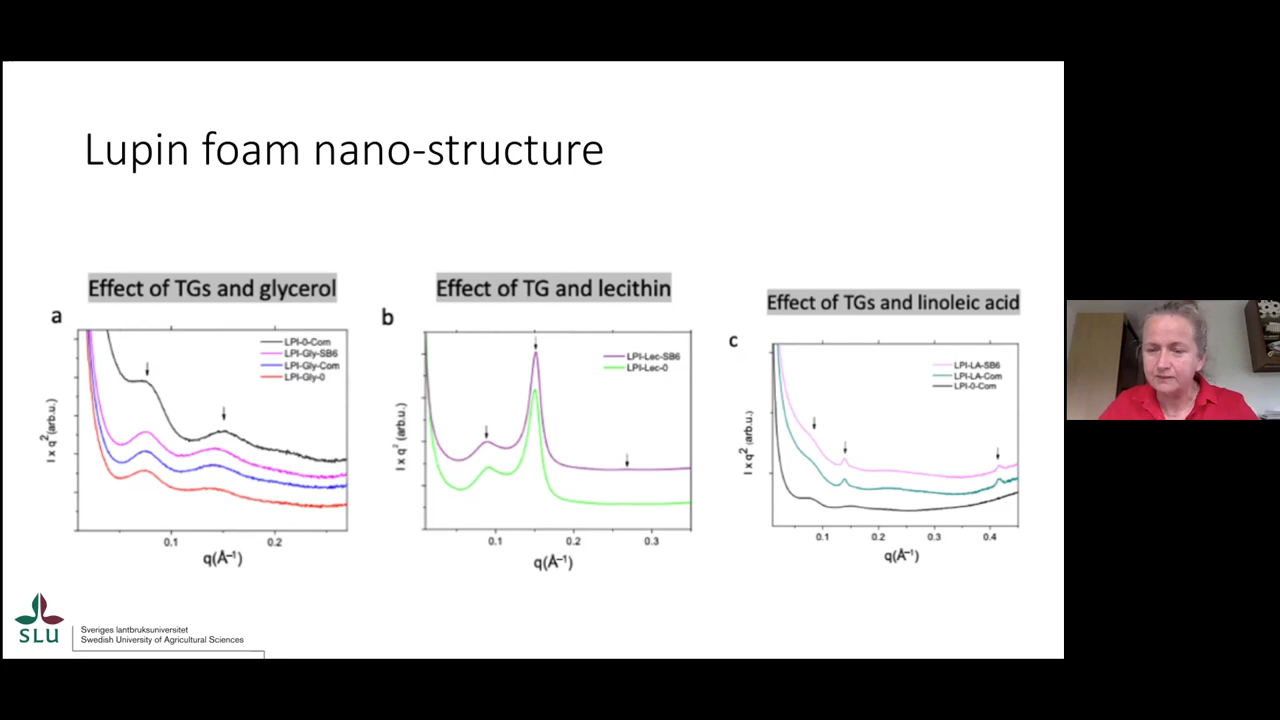 Lupin foam nano-structure
Effect of TGs and glycerol
a
LPI-0-Com
LPI-Gly-SB6
LPI-Gly-Com
LPI-Gly-0
I x q² (arb.u.)
0.1 0.2
q(Å⁻¹)
Effect of TG and lecithin
b
LPI-Lec-SB6
LPI-Lec-0
I x q² (arb.u.)
0.1 0.2 0.3
q(Å⁻¹)
Effect of TGs and linoleic acid
c
LPI-LA-SB6
LPI-LA-Com
LPI-0-Com
I x q² (arb.u.)
0.1 0.2 0.3 0.4
q(Å⁻¹)
SLU
Sveriges lantbruksuniversitet
Swedish University of Agricultural Sciences